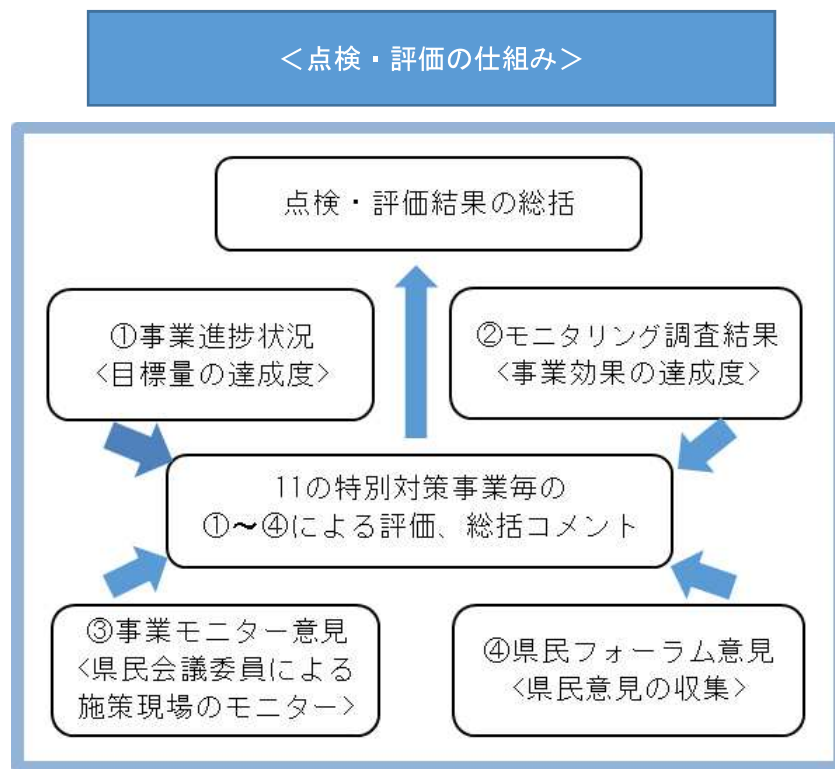 ＜点検・評価の仕組み＞
点検・評価結果の総括
①事業進捗状況
<目標量の達成度>
②モニタリング調査結果
<事業効果の達成度>
11の特別対策事業毎の
①～④による評価、総括コメント
③事業モニター意見
<県民会議委員による
施策現場のモニター>
④県民フォーラム意見
<県民意見の収集>